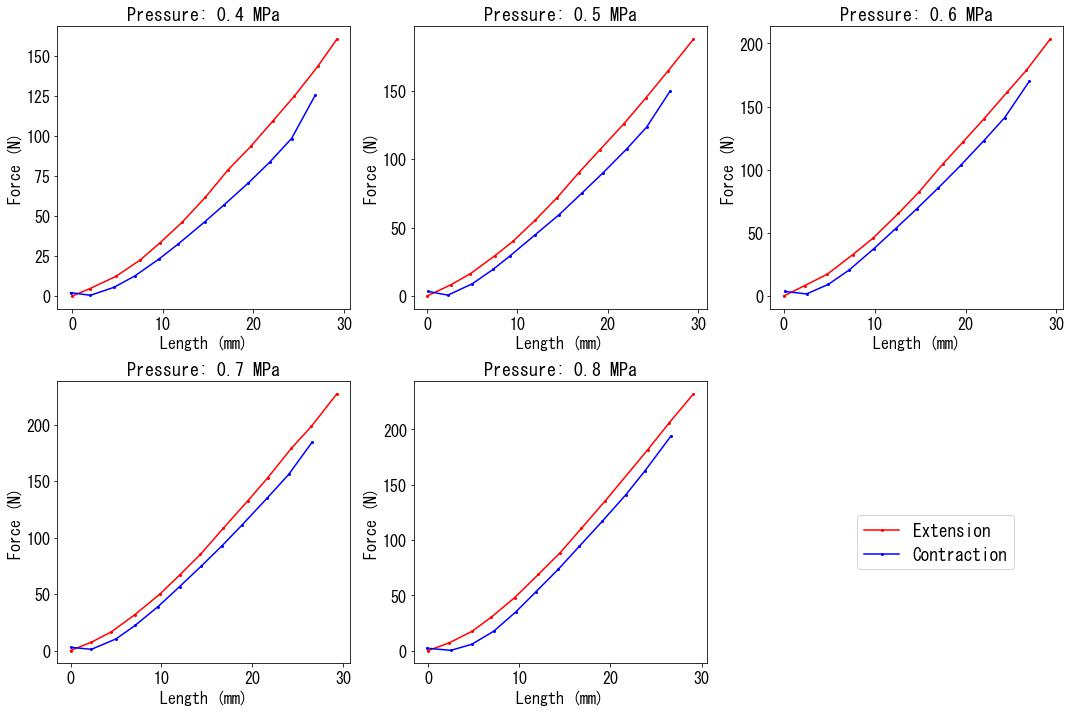 Pressure: 0.4 MPa
Force (N)
150
125
100
75
50
25
0
0 10 20 30
Length (mm)
Pressure: 0.5 MPa
Force (N)
150
100
50
0
0 10 20 30
Length (mm)
Pressure: 0.6 MPa
Force (N)
200
150
100
50
0
0 10 20 30
Length (mm)
Pressure: 0.7 MPa
Force (N)
200
150
100
50
0
0 10 20 30
Length (mm)
Pressure: 0.8 MPa
Force (N)
200
150
100
50
0
0 10 20 30
Length (mm)
Extension
Contraction